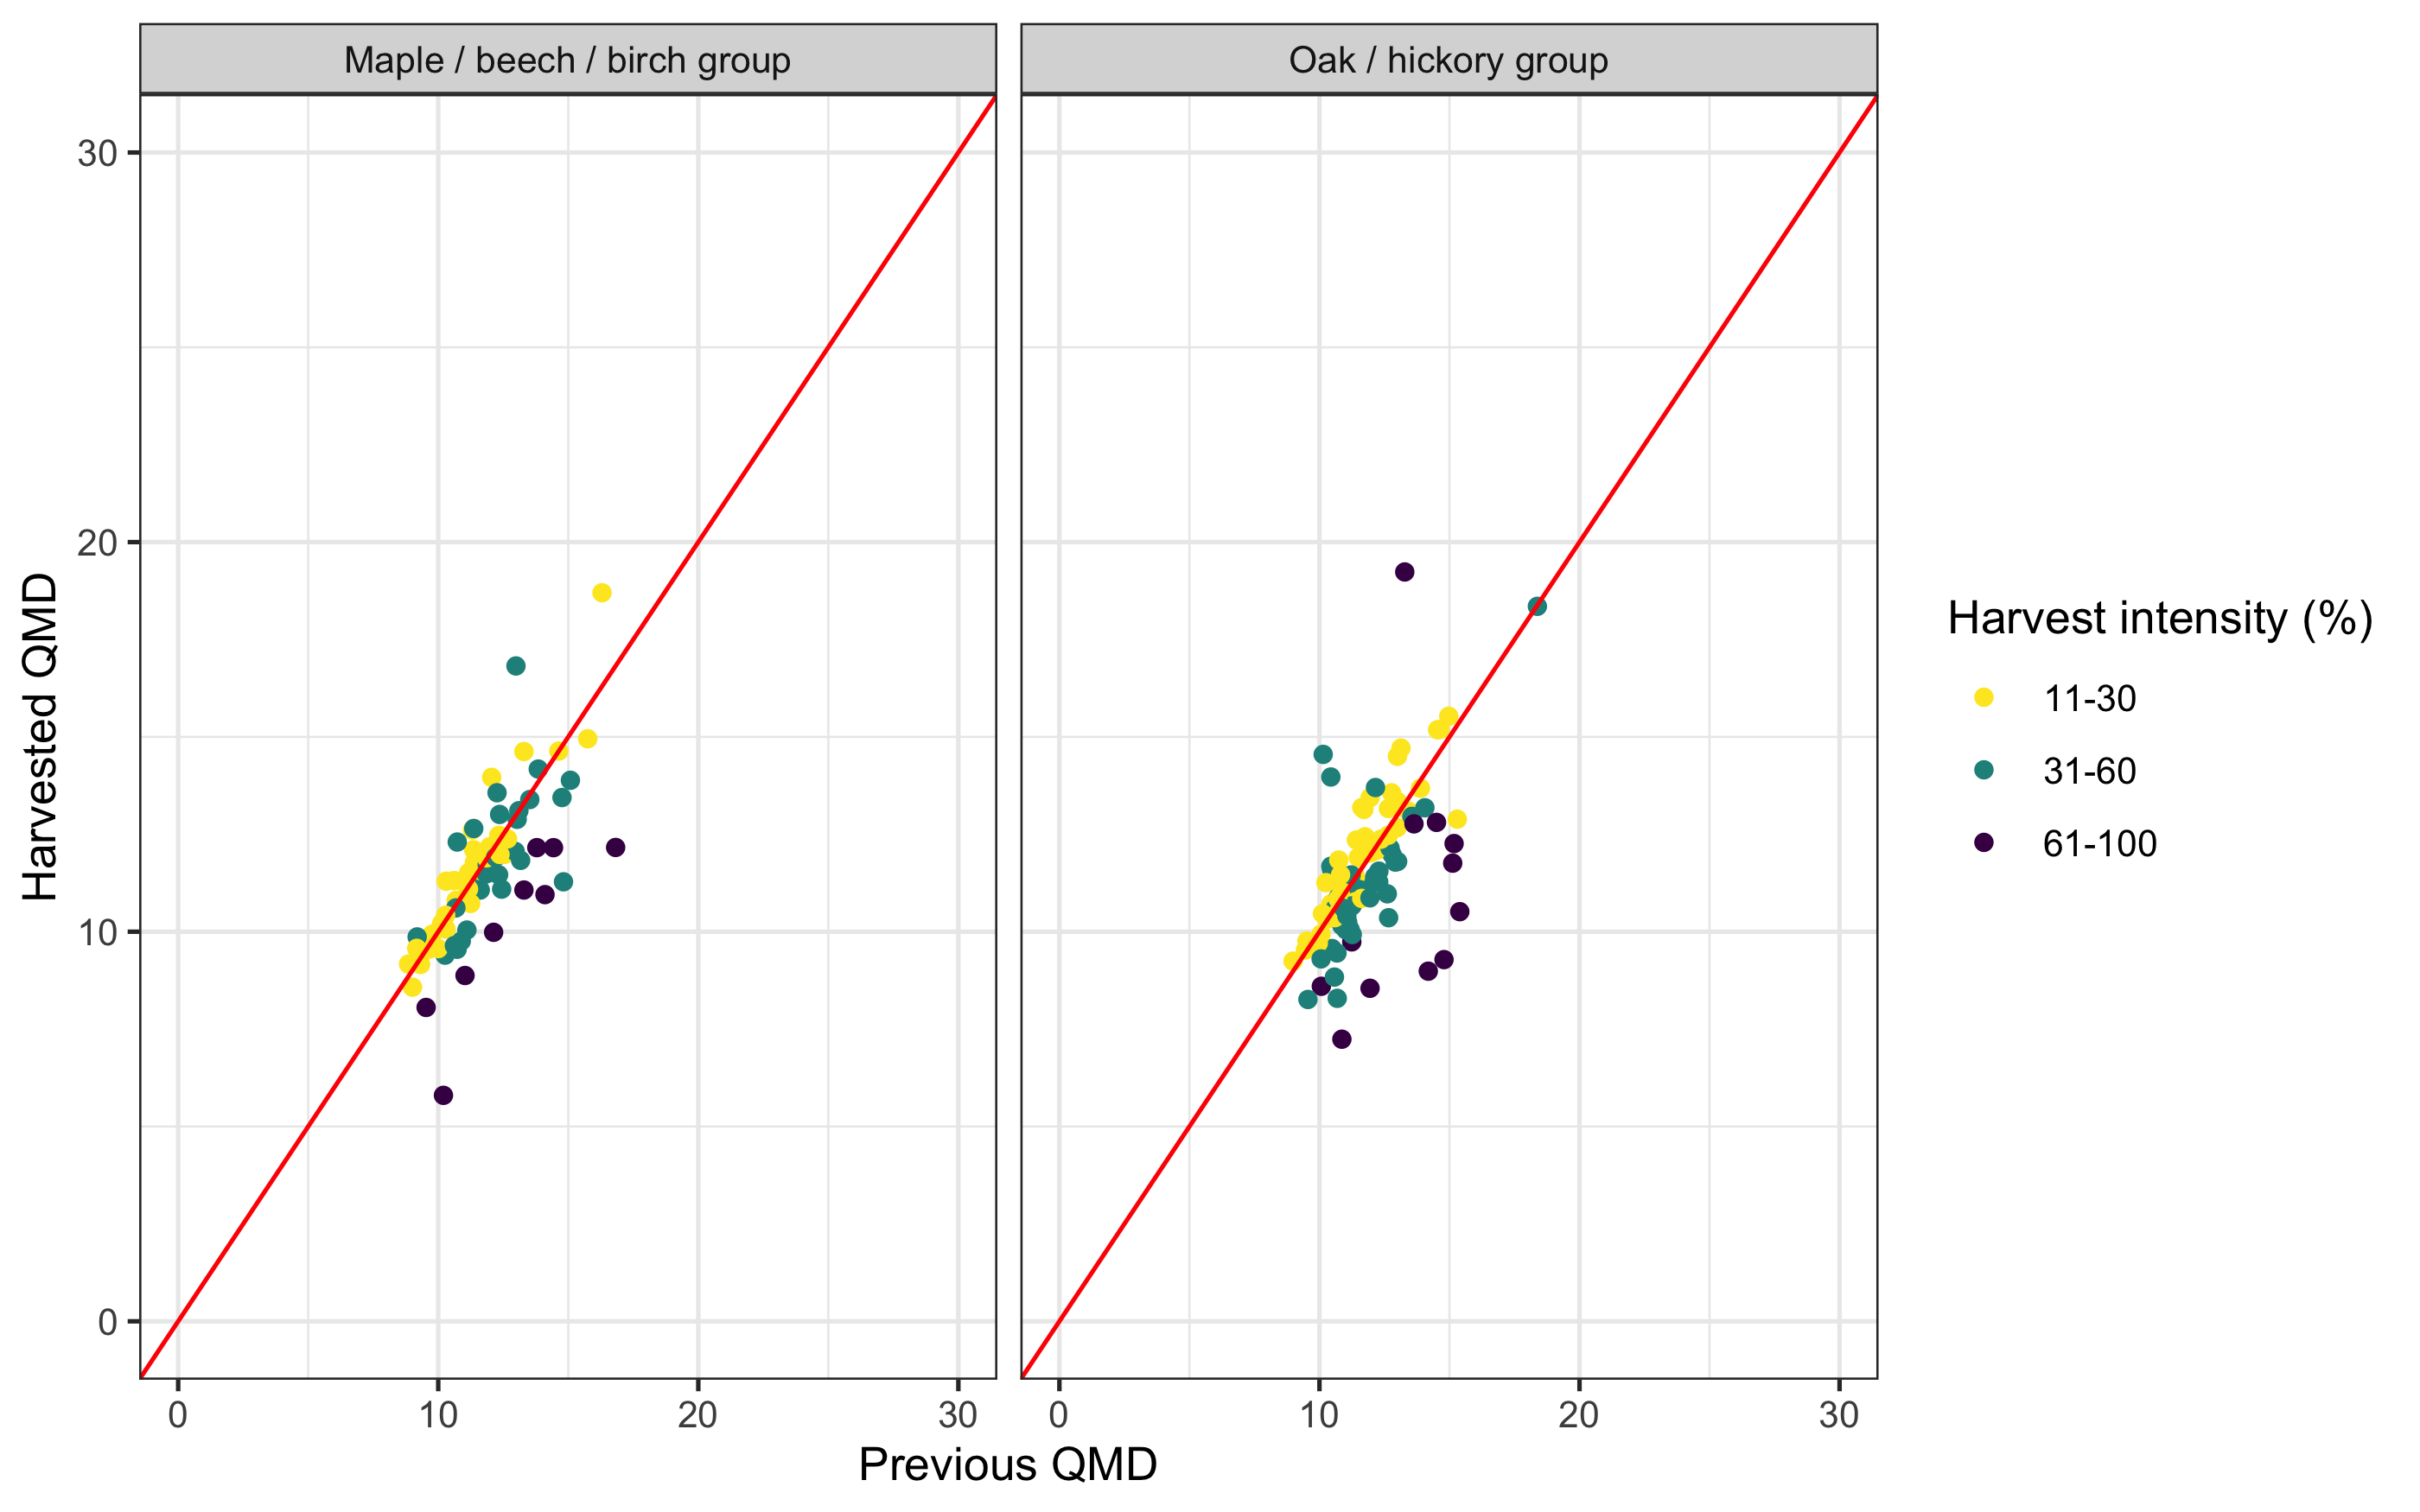 Maple / beech / birch group
Oak / hickory group
30
20
10
0
Harvested QMD
0 10 20 30
0 10 20 30
Previous QMD
Harvest intensity (%)
11-30
31-60
61-100